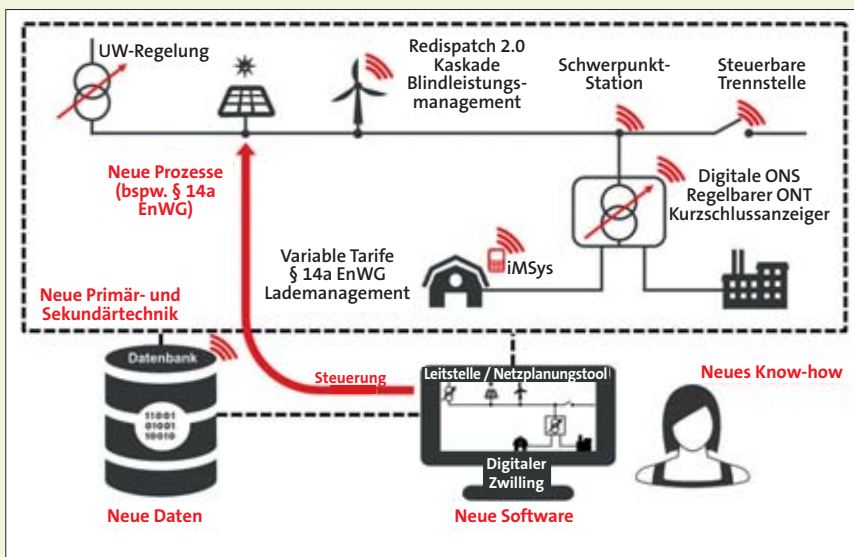 UW-Regelung
Redispatch 2.0
Kaskade
Blindleistungs-
management
Schwerpunkt-
Station
Steuerbare
Trennstelle
Neue Prozesse
(bspw. § 14a
EnWG)
Digitale ONS
Regelbarer ONT
Kurzschlussanzeiger
Variable Tarife
§ 14a EnWG
Lademanagement
iMSys
Neue Primär- und
Sekundärtechnik
Datenbank
11001
01001
10010
Steuerung
Leitstelle / Netzplanungstool
Digitaler
Zwilling
Neues Know-how
Neue Daten
Neue Software